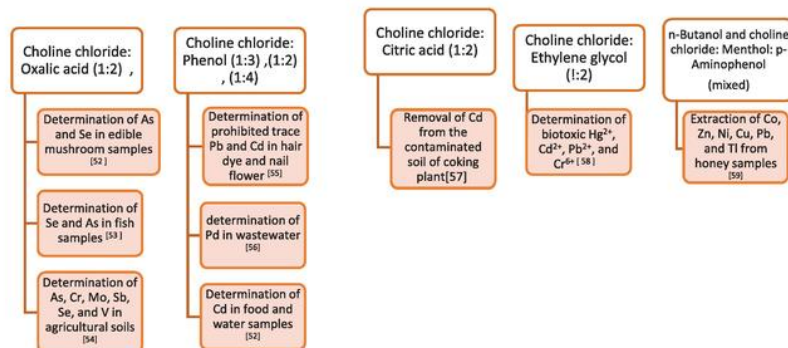 Choline chloride:
Oxalic acid (1:2) ,
Determination of As
and Se in edible
mushroom samples
[52 ]
Determination of
Se and As in fish
samples [53 ]
Determination of
As, Cr, Mo, Sb,
Se, and V in
agricultural soils
[54]
Choline chloride:
Phenol (1:3) ,(1:2)
, (1:4)
Determination of
prohibited trace
Pb and Cd in hair
dye and nail
flower [55]
determination of
Pd in wastewater
[56]
Determination of
Cd in food and
water samples
[52]
Choline chloride:
Citric acid (1:2)
Removal of Cd
from the
contaminated
soil of coking
plant[57]
Choline chloride:
Ethylene glycol
(!:2)
Determination of
biotoxic Hg²⁺,
Cd²⁺, Pb²⁺, and
Cr⁶⁺ [ 58 ]
n-Butanol and choline
chloride: Menthol: p-
Aminophenol
(mixed)
Extraction of Co,
Zn, Ni, Cu, Pb,
and Tl from
honey samples
[59]